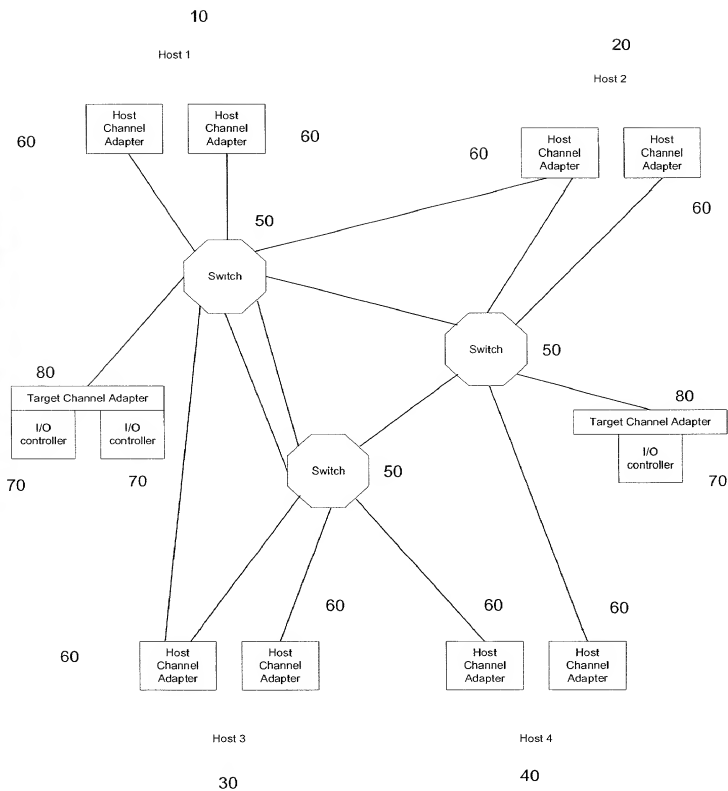 10
Host 1
20
Host 2
Host
Channel
Adapter
Host
Channel
Adapter
60
60
Host
Channel
Adapter
Host
Channel
Adapter
60
60
50
Switch
Switch
50
80
Target Channel Adapter
I/O
controller
I/O
controller
70
70
80
Target Channel Adapter
I/O
controller
70
Switch
50
60
60
60
60
Host
Channel
Adapter
Host
Channel
Adapter
Host
Channel
Adapter
Host
Channel
Adapter
Host 3
Host 4
30
40